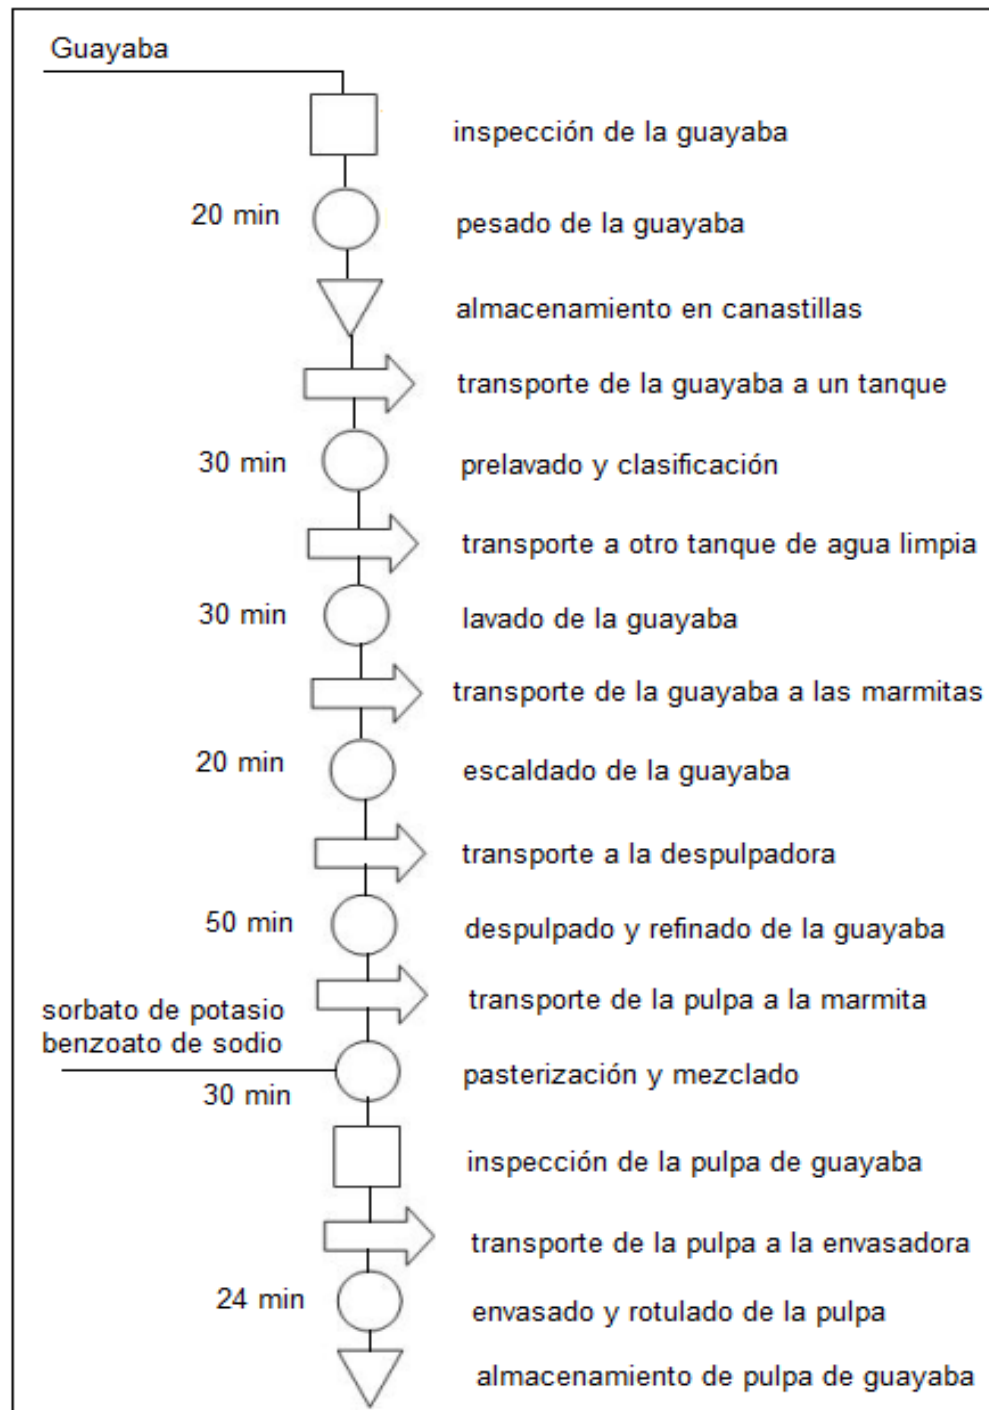 Guayaba
inspección de la guayaba
20 min
pesado de la guayaba
almacenamiento en canastillas
transporte de la guayaba a un tanque
30 min
prelavado y clasificación
transporte a otro tanque de agua limpia
30 min
lavado de la guayaba
transporte de la guayaba a las marmitas
20 min
escaldado de la guayaba
transporte a la despulpadora
50 min
despulpado y refinado de la guayaba
transporte de la pulpa a la marmita
sorbato de potasio
benzoato de sodio
30 min
pasterización y mezclado
inspección de la pulpa de guayaba
transporte de la pulpa a la envasadora
24 min
envasado y rotulado de la pulpa
almacenamiento de pulpa de guayaba